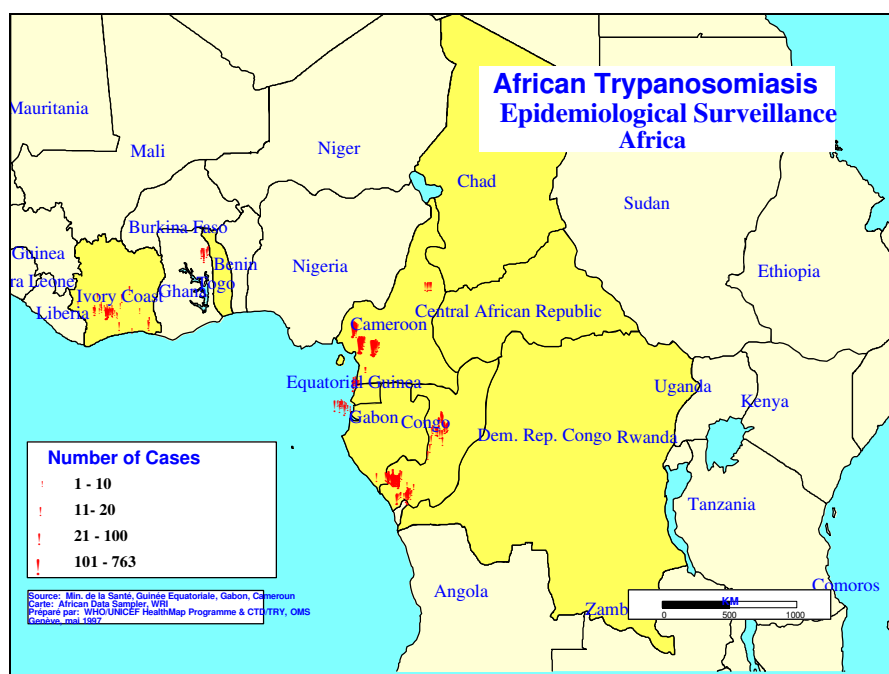 African Trypanosomiasis
Epidemiological Surveillance
Africa
Mauritania
Mali
Niger
Chad
Sudan
Burkina Faso
Guinea
Benin
Nigeria
Ethiopia
ra Leone
Ivory Coast
Ghana
Togo
Liberia
Central African Republic
Cameroon
Equatorial Guinea
Uganda
Gabon
Congo
Kenya
Dem. Rep. Congo
Rwanda
Tanzania
Angola
Comoros
Zamb
Number of Cases
1 - 10
11- 20
21 - 100
101 - 763
Source: Min. de la Santé, Guinée Equatoriale, Gabon, Cameroun
Carte: African Data Sampler, WRI
Préparé par: WHO/UNICEF HealthMap Programme & CTD/TRY, OMS
Genève, mai 1997
KM
0 500 1000